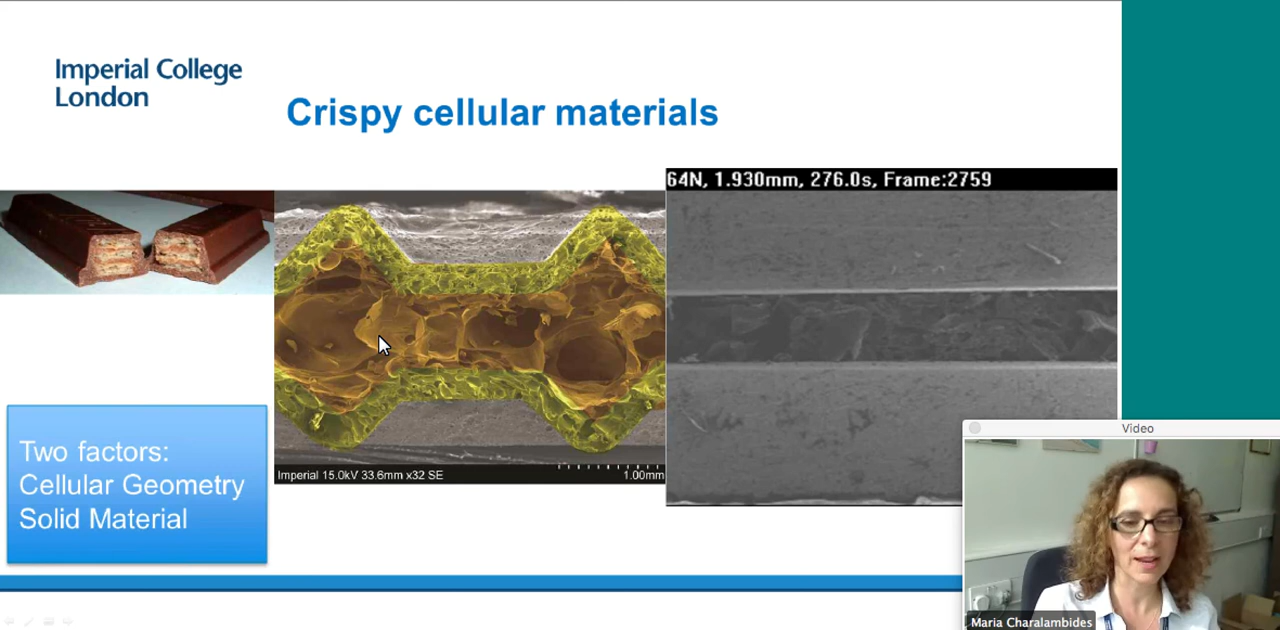 Imperial College
London
Crispy cellular materials
64N, 1.930mm, 276.0s, Frame:2759
Imperial 15.0kV 33.6mm x32 SE
1.00mm
Two factors:
Cellular Geometry
Solid Material
Video
Maria Charalambides